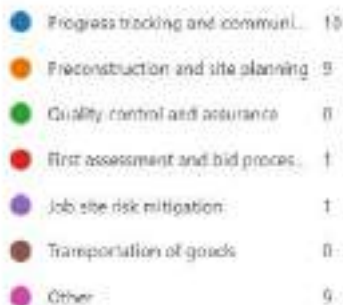 Progress tracking and communi... 10
Preconstruction and site planning 9
Quality control and assurance 0
First assessment and bid proces... 1
Job site risk mitigation 1
Transportation of goods 0
Other 9